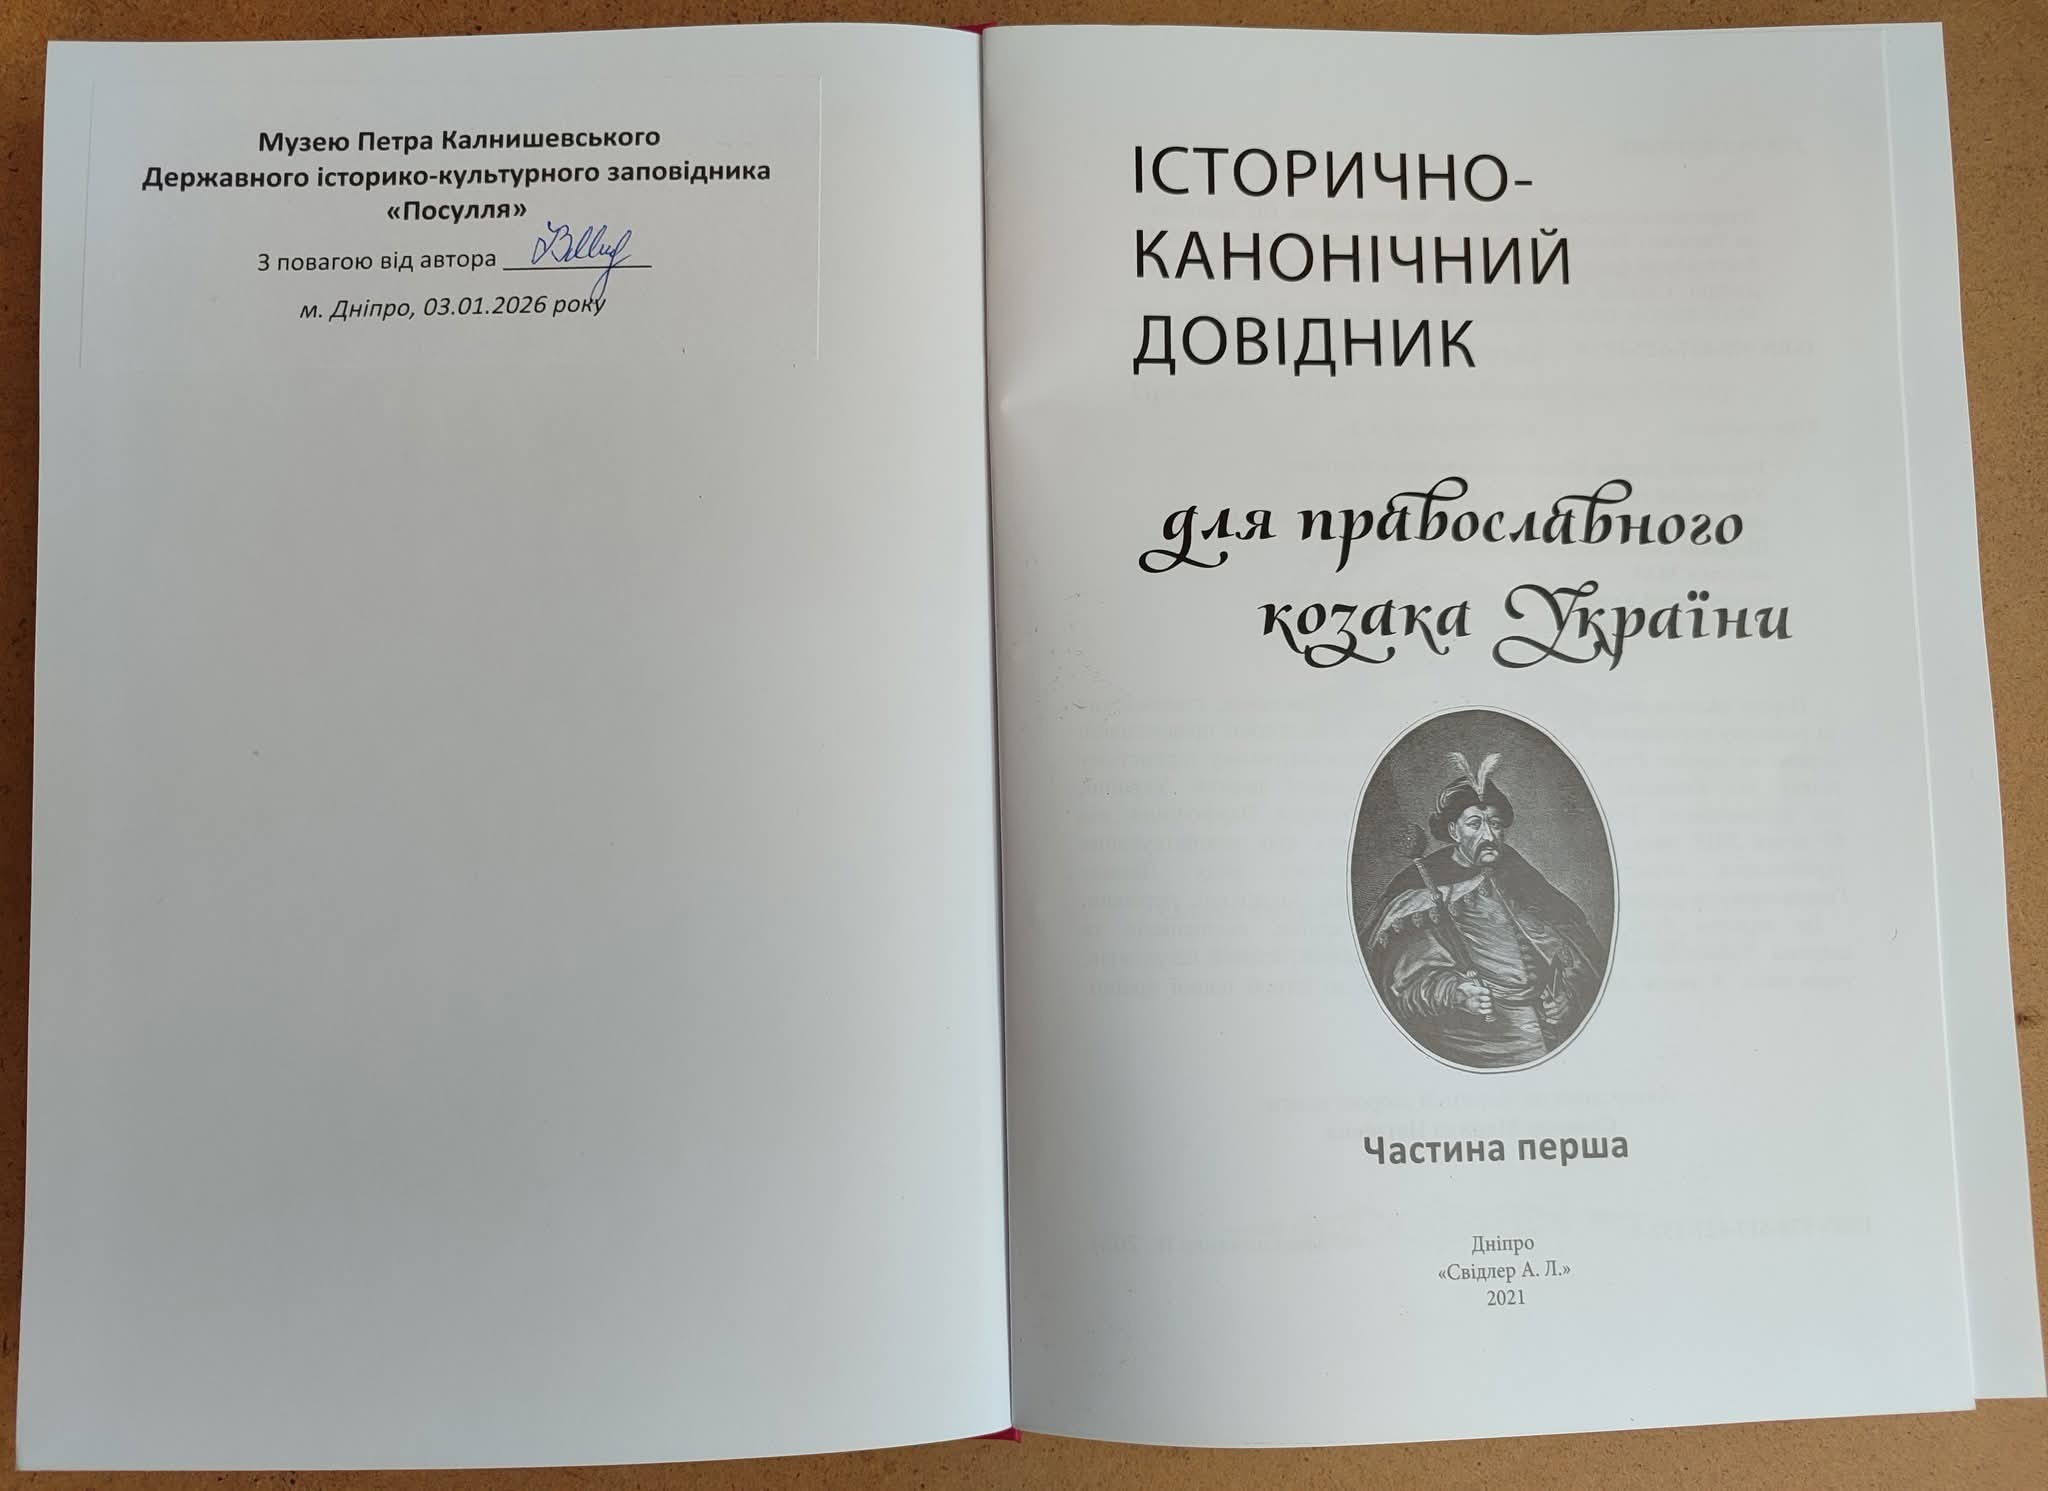 Музею Петра Калнишевського
Державного історико-культурного заповідника
«Посулля»
З повагою від автора
м. Дніпро, 03.01.2026 року
ІСТОРИЧНО-
КАНОНІЧНИЙ
ДОВІДНИК
для православного
козака України
Частина перша
Дніпро
«Свідлер А. Л.»
2021